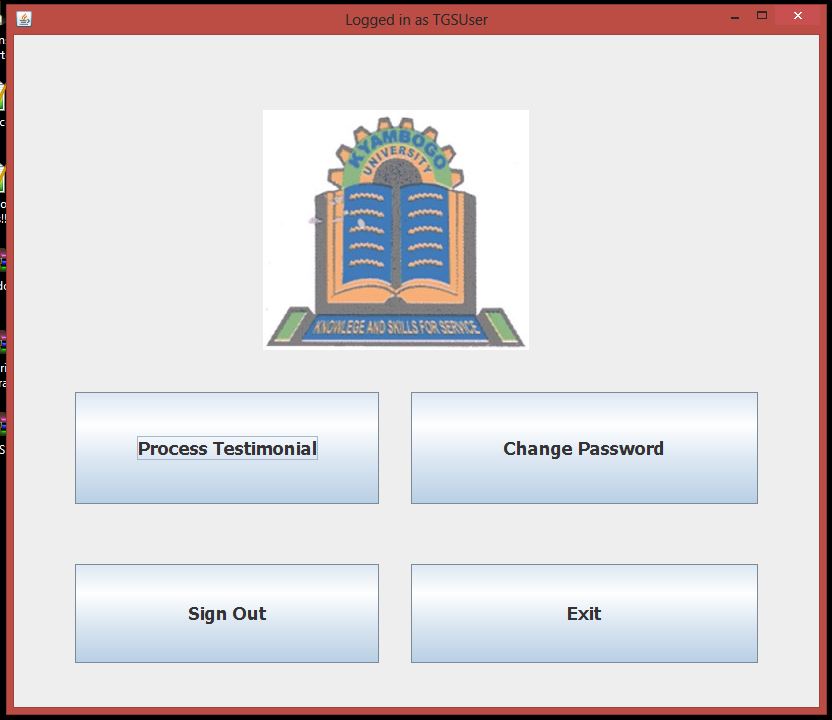 Logged in as TGSUser
KYAMBOGO
UNIVERSITY
KNOWLEGE AND SKILLS FOR SERVICE
Process Testimonial
Change Password
Sign Out
Exit